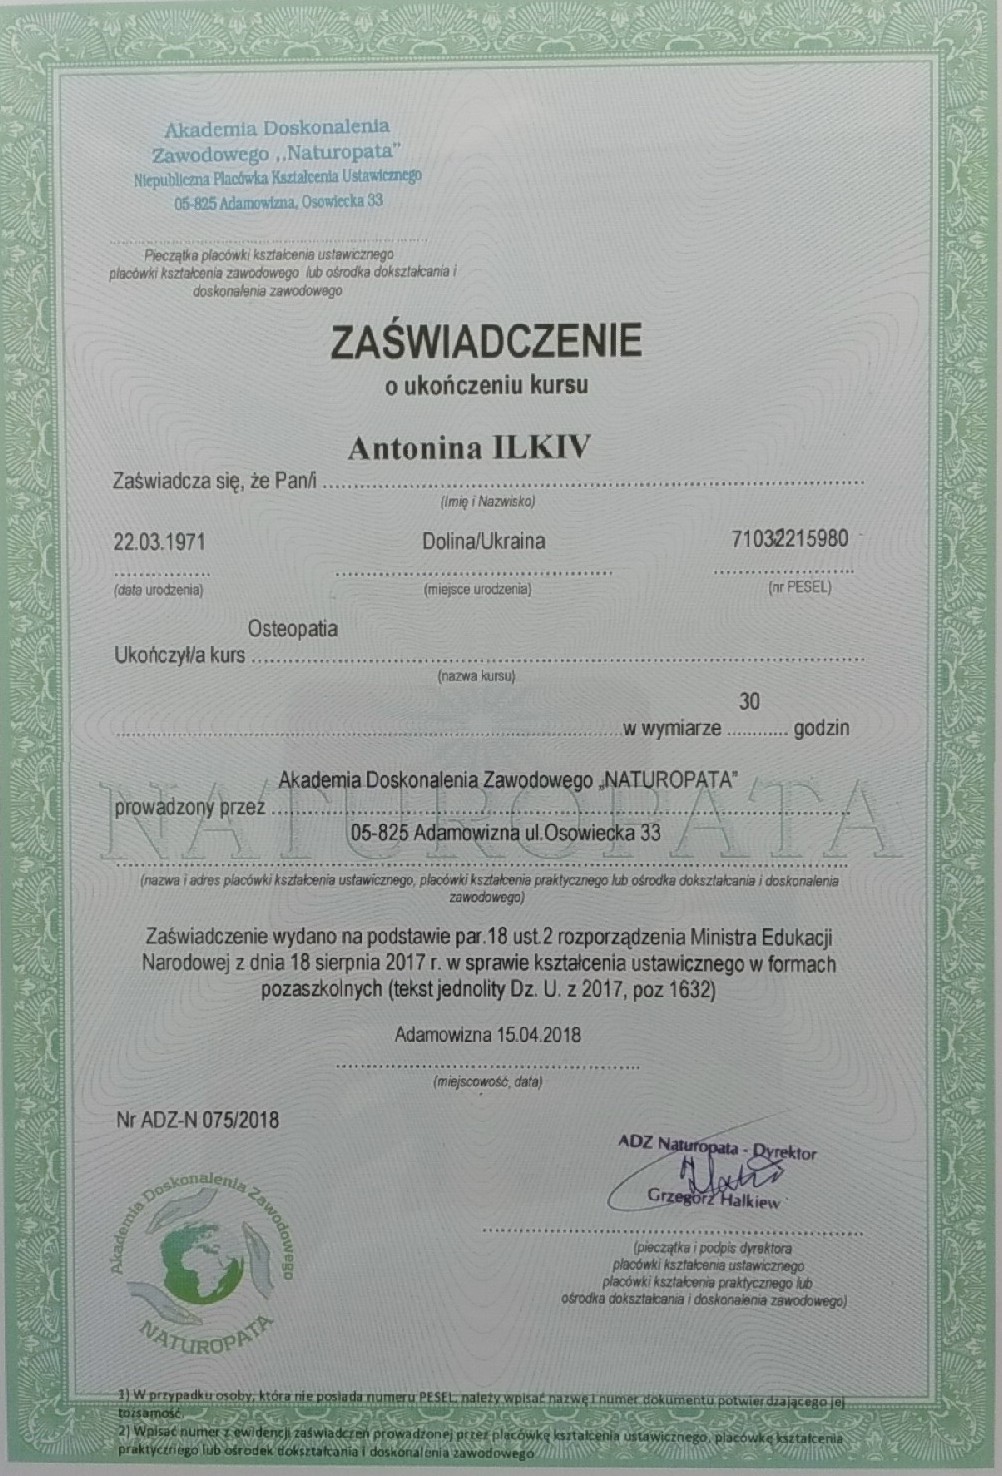 Akademia Doskonalenia
Zawodowego ,,Naturopata"
Niepubliczna Placówka Kształcenia Ustawicznego
05-825 Adamowizna, Osowiecka 33
Pieczątka placówki kształcenia ustawicznego
placówki kształcenia zawodowego lub ośrodka dokształcania i
doskonalenia zawodowego
ZAŚWIADCZENIE
o ukończeniu kursu
Antonina ILKIV
Zaświadcza się, że Pan/i
(Imię i Nazwisko)
22.03.1971 Dolina/Ukraina 71032215980
(data urodzenia) (miejsce urodzenia) (nr PESEL)
Osteopatia
Ukończył/a kurs
(nazwa kursu)
30
w wymiarze godzin
NATUROPATA
Akademia Doskonalenia Zawodowego „NATUROPATA"
prowadzony przez
05-825 Adamowizna ul.Osowiecka 33
(nazwa i adres placówki kształcenia ustawicznego, placówki kształcenia praktycznego lub ośrodka dokształcania i doskonalenia
zawodowego)
Zaświadczenie wydano na podstawie par.18 ust.2 rozporządzenia Ministra Edukacji
Narodowej z dnia 18 sierpnia 2017 r. w sprawie kształcenia ustawicznego w formach
pozaszkolnych (tekst jednolity Dz. U. z 2017, poz 1632)
Adamowizna 15.04.2018
(miejscowość, data)
Nr ADZ-N 075/2018
ADZ Naturopata - Dyrektor
Grzegorz Halkiew
(pieczątka i podpis dyrektora
placówki kształcenia ustawicznego
placówki kształcenia praktycznego lub
ośrodka dokształcania i doskonalenia zawodowego)
Akademia Doskonalenia Zawodowego
NATUROPATA
1) W przypadku osoby, która nie posiada numeru PESEL, należy wpisać nazwę i numer dokumentu potwierdzającego jej
tożsamość
2) Wpisać numer z ewidencji zaświadczeń prowadzonej przez placówkę kształcenia ustawicznego, placówkę kształcenia
praktycznego lub ośrodek dokształcania i doskonalenia zawodowego